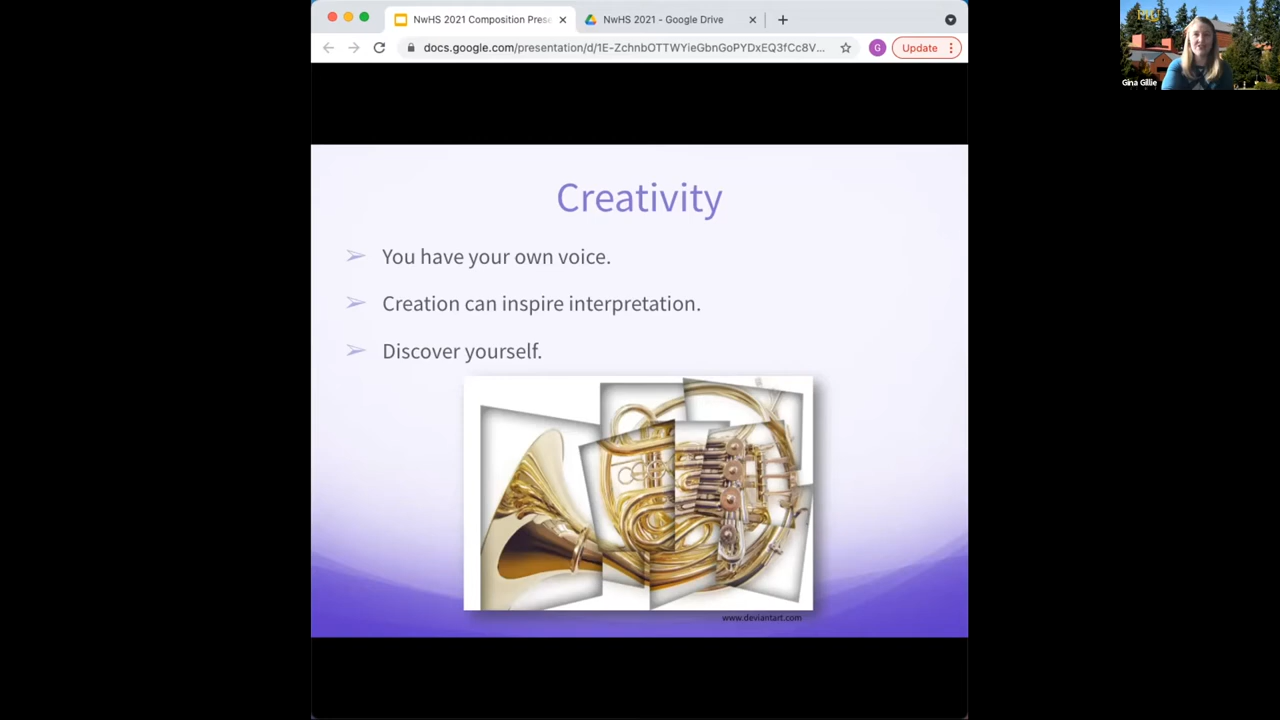 NwHS 2021 Composition Prese
NwHS 2021 - Google Drive
docs.google.com/presentation/d/1E-ZchnbOTTWYieGbnGoPYDxEQ3fCc8V...
G
Update
Gina Gillie
Creativity
➢ You have your own voice.
➢ Creation can inspire interpretation.
➢ Discover yourself.
www.deviantart.com